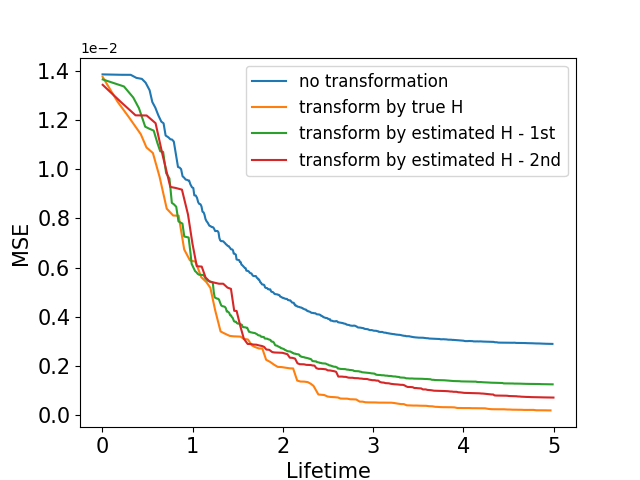 1e−2
1.4
1.2
1.0
0.8
0.6
0.4
0.2
0.0
MSE
no transformation
transform by true H
transform by estimated H - 1st
transform by estimated H - 2nd
0 1 2 3 4 5
Lifetime